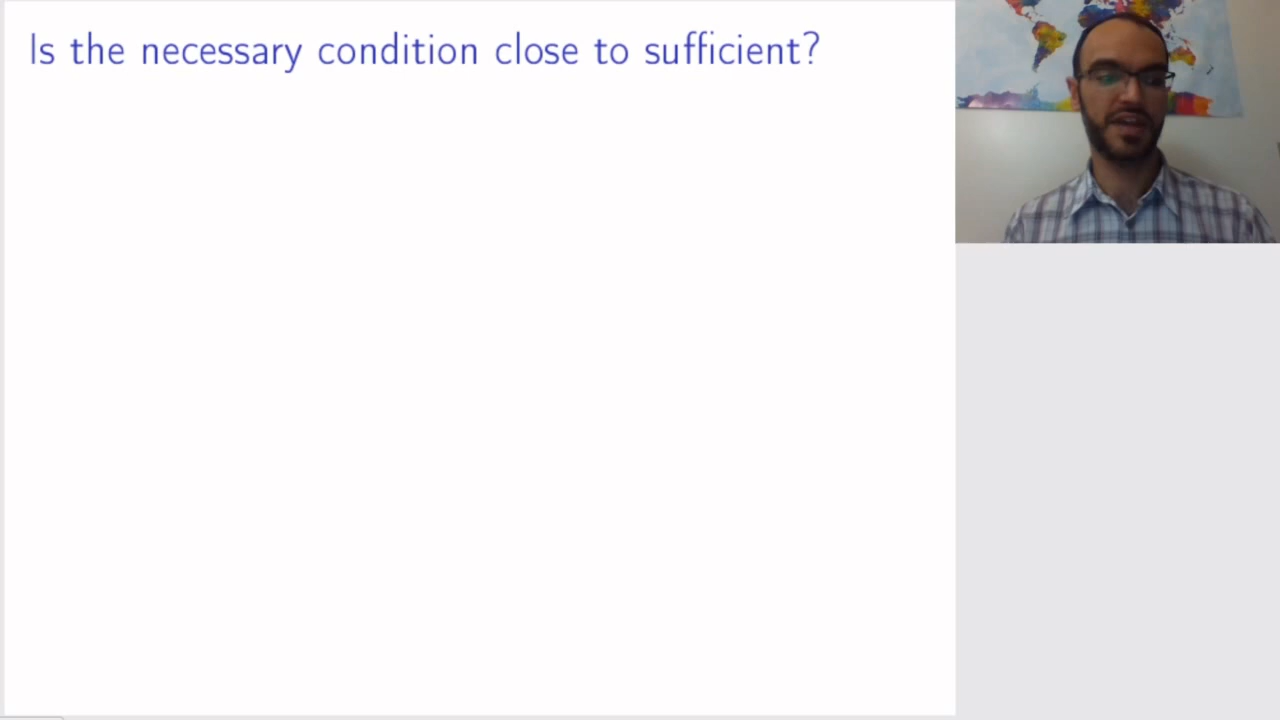 Is the necessary condition close to sufficient?